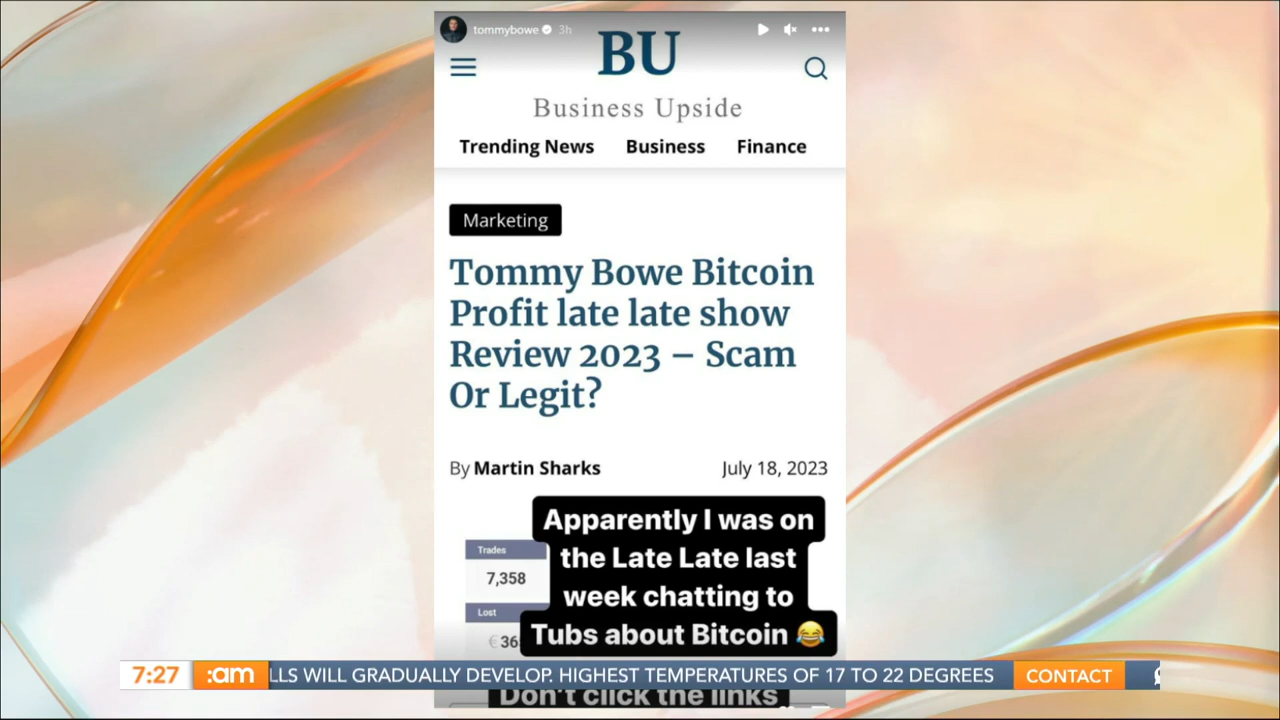 tommybowe 3h
BU
Business Upside
Trending News Business Finance
Marketing
Tommy Bowe Bitcoin
Profit late late show
Review 2023 – Scam
Or Legit?
By Martin Sharks July 18, 2023
Apparently I was on
the Late Late last
week chatting to
Tubs about Bitcoin 😂
Trades
7,358
Lost
€36
Don't click the links
7:27 :am LLS WILL GRADUALLY DEVELOP. HIGHEST TEMPERATURES OF 17 TO 22 DEGREES CONTACT